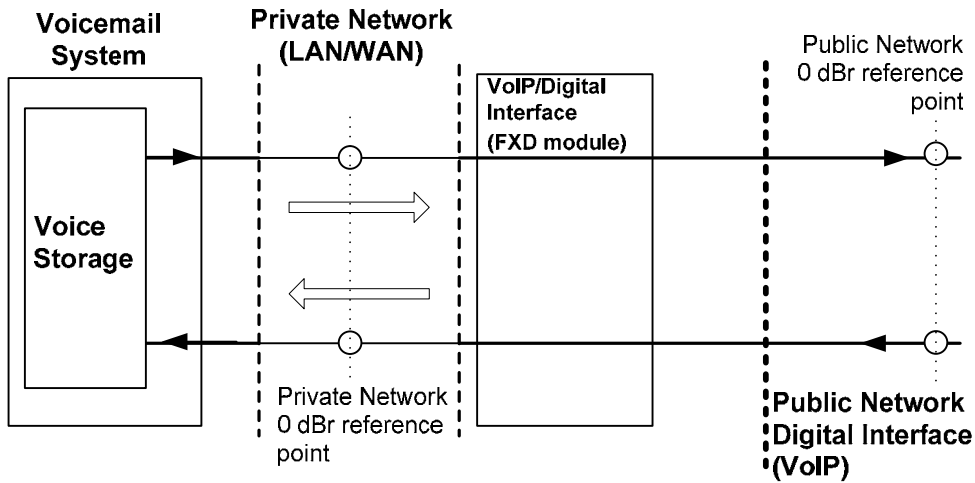 Voicemail
System
Private Network
(LAN/WAN)
Public Network
0 dBr reference
point
VoIP/Digital
Interface
(FXD module)
Voice
Storage
Private Network
0 dBr reference
point
Public Network
Digital Interface
(VoIP)